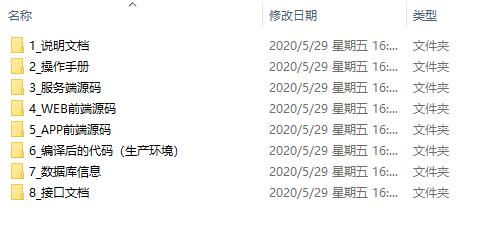 名称 修改日期 类型
1_说明文档 2020/5/29 星期五 16:... 文件夹
2_操作手册 2020/5/29 星期五 16:... 文件夹
3_服务端源码 2020/5/29 星期五 16:... 文件夹
4_WEB前端源码 2020/5/29 星期五 16:... 文件夹
5_APP前端源码 2020/5/29 星期五 16:... 文件夹
6_编译后的代码（生产环境） 2020/5/29 星期五 16:... 文件夹
7_数据库信息 2020/5/29 星期五 16:... 文件夹
8_接口文档 2020/5/29 星期五 16:... 文件夹